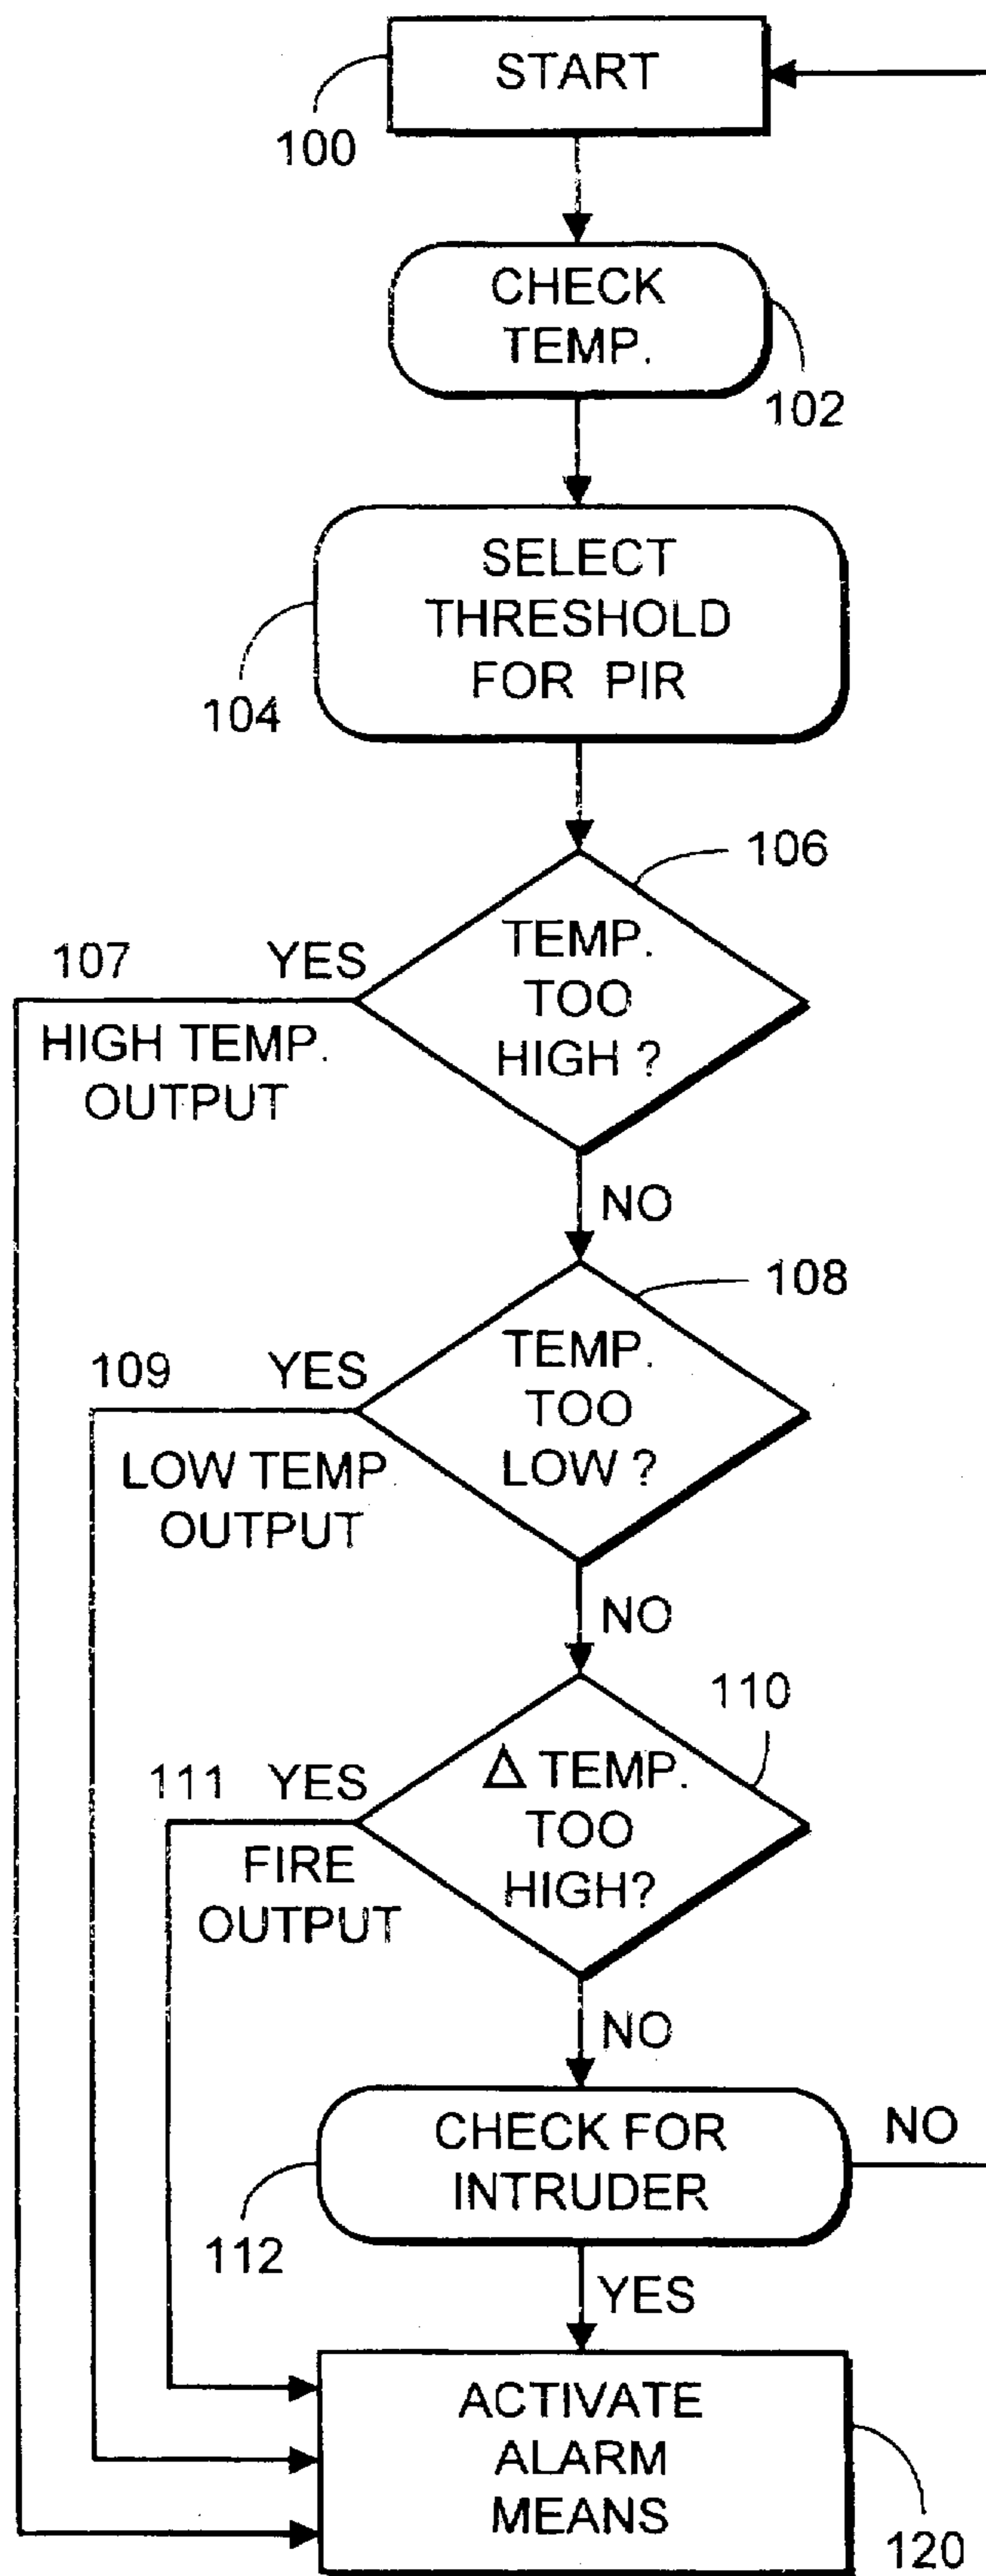 START
100
CHECK
TEMP.
102
SELECT
THRESHOLD
FOR PIR
104
106
TEMP.
TOO
HIGH ?
107 YES
HIGH TEMP.
OUTPUT
NO
108
TEMP.
TOO
LOW ?
109 YES
LOW TEMP
OUTPUT
NO
110
Δ TEMP.
TOO
HIGH?
111 YES
FIRE
OUTPUT
NO
CHECK FOR
INTRUDER
NO
112
YES
ACTIVATE
ALARM
MEANS
120